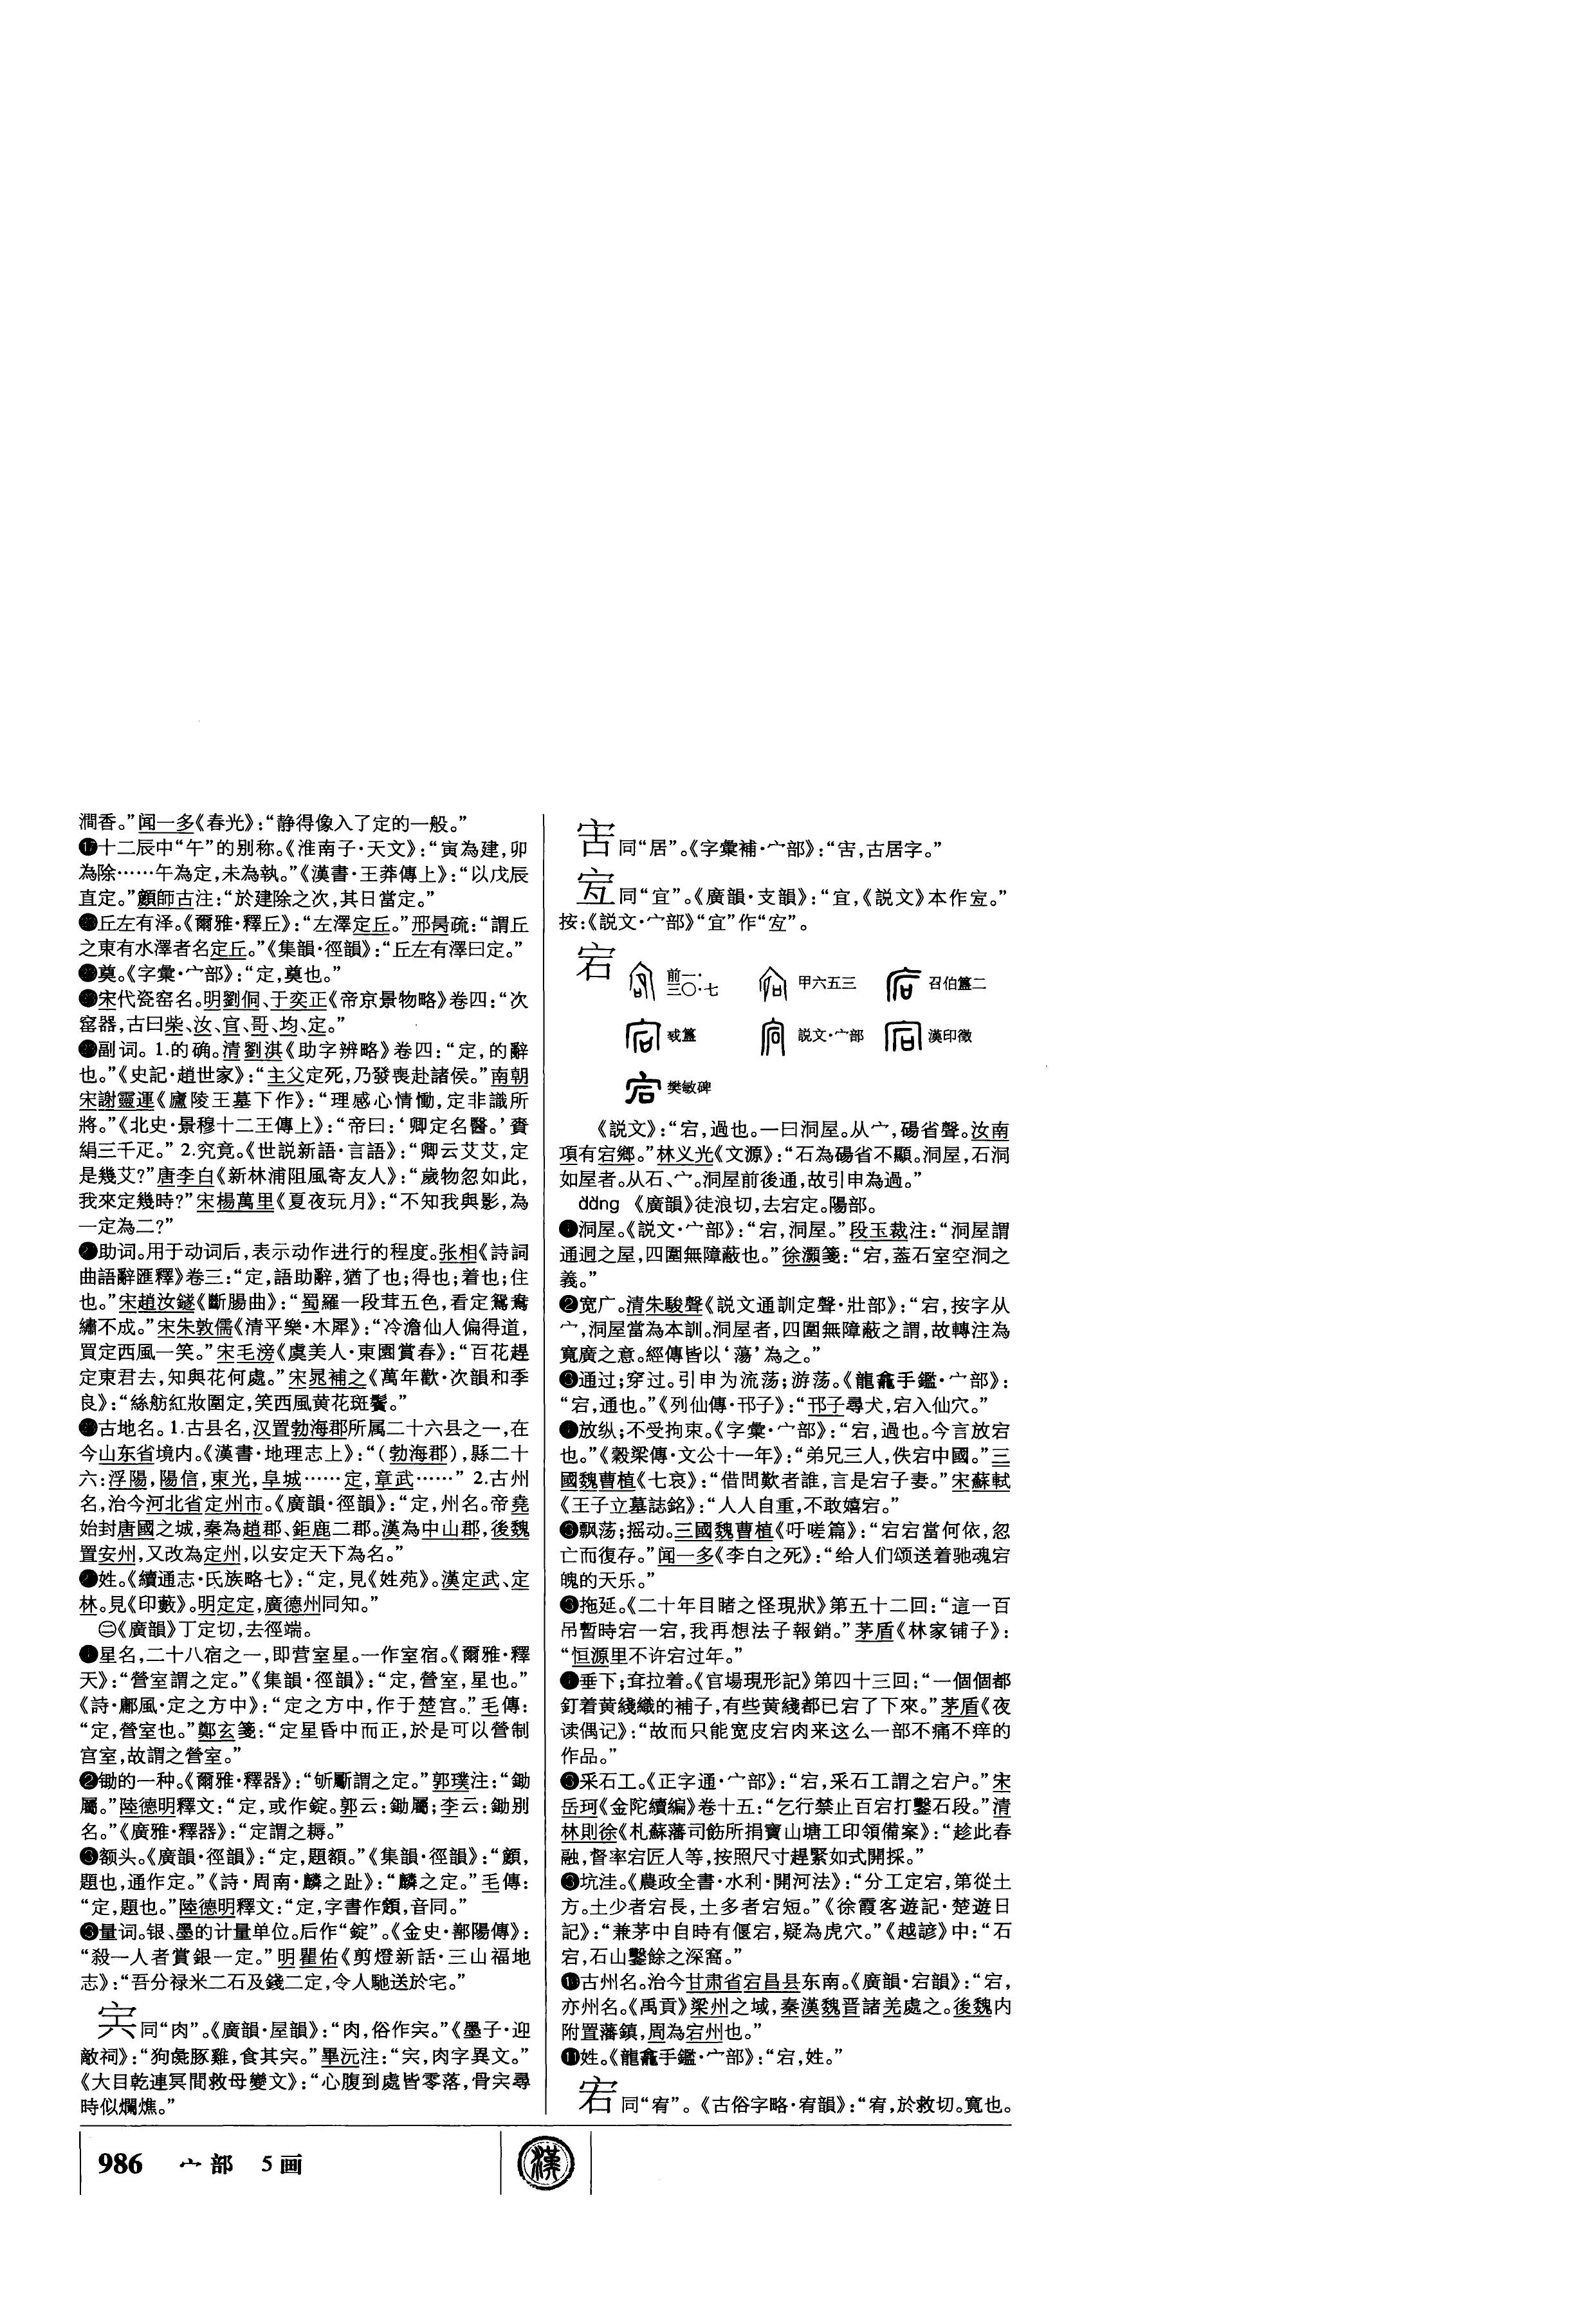 澗香。”闻一多《春光》：“静得像入了定的一般。”
⓱十二辰中“午”的别称。《淮南子·天文》：“寅為建，卯
為除……午為定，未為執。”《漢書·王莽傳上》：“以戊辰
直定。”顔師古注：“於建除之次，其日當定。”
丘左有泽。《爾雅·釋丘》：“左澤定丘。”邢昺疏：“謂丘
之東有水澤者名定丘。”《集韻·徑韻》：“丘左有澤曰定。”
奠。《字彙·宀部》：“定，奠也。”
宋代瓷窑名。明劉侗、于奕正《帝京景物略》卷四：“次
窑器，古曰柴、汝、官、哥、均、定。”
副词。1.的确。清劉淇《助字辨略》卷四：“定，的辭
也。”《史記·趙世家》：“主父定死，乃發喪赴諸侯。”南朝
宋謝靈運《廬陵王墓下作》：“理感心情慟，定非識所
將。”《北史·景穆十二王傳上》：“帝曰：‘卿定名醫。’賚
絹三千疋。”2.究竟。《世説新語·言語》：“卿云艾艾，定
是幾艾？”唐李白《新林浦阻風寄友人》：“歲物忽如此，
我來定幾時？”宋楊萬里《夏夜玩月》：“不知我與影，為
一定為二？”
助词。用于动词后，表示动作进行的程度。张相《詩詞
曲語辭匯釋》卷三：“定，語助辭，猶了也；得也；着也；住
也。”宋趙汝鐩《斷腸曲》：“蜀羅一段茸五色，看定鴛鴦
繡不成。”宋朱敦儒《清平樂·木犀》：“冷澹仙人偏得道，
買定西風一笑。”宋毛滂《虞美人·東園賞春》：“百花趕
定東君去，知與花何處。”宋晁補之《萬年歡·次韻和季
良》：“絲舫紅妝圍定，笑西風黄花斑鬢。”
古地名。1.古县名，汉置勃海郡所属二十六县之一，在
今山东省境内。《漢書·地理志上》：“（勃海郡），縣二十
六：浮陽，陽信，東光，阜城……定，章武……” 2.古州
名，治今河北省定州市。《廣韻·徑韻》：“定，州名。帝堯
始封唐國之城，秦為趙郡、鉅鹿二郡。漢為中山郡，後魏
置安州，又改為定州，以安定天下為名。”
姓。《續通志·氏族略七》：“定，見《姓苑》。漢定武、定
林。見《印藪》。明定定，廣德州同知。”
㊁《廣韻》丁定切，去徑端。
❶星名，二十八宿之一，即营室星。一作室宿。《爾雅·釋
天》：“營室謂之定。”《集韻·徑韻》：“定，營室，星也。”
《詩·鄘風·定之方中》：“定之方中，作于楚宫。”毛傳：
“定，營室也。”鄭玄箋：“定星昏中而正，於是可以營制
宫室，故謂之營室。”
❷锄的一种。《爾雅·釋器》：“斪斸謂之定。”郭璞注：“鋤
屬。”陸德明釋文：“定，或作錠。郭云：鋤屬；李云：鋤别
名。”《廣雅·釋器》：“定謂之耨。”
❸额头。《廣韻·徑韻》：“定，題額。”《集韻·徑韻》：“顁，
題也，通作定。”《詩·周南·麟之趾》：“麟之定。”毛傳：
“定，題也。”陸德明釋文：“定，字書作顁，音同。”
量词。银、墨的计量单位。后作“錠”。《金史·鄯陽傳》：
“殺一人者賞銀一定。”明瞿佑《剪燈新話·三山福地
志》：“吾分禄米二石及錢二定，令人馳送於宅。”
宍 同“肉”。《廣韻·屋韻》：“肉，俗作宍。”《墨子·迎
敵祠》：“狗彘豚雞，食其宍。”畢沅注：“宍，肉字異文。”
《大目乾連冥間救母變文》：“心腹到處皆零落，骨宍尋
時似爛燋。”
𡧋 同“居”。《字彙補·宀部》：“𡧋，古居字。”
㝖 同“宜”。《廣韻·支韻》：“宜，《説文》本作㝖。”
按：《説文·宀部》“宜”作“㝖”。
宕
前一·三〇·七 甲六五三 召伯簋二
㦰簋 説文·宀部 漢印徵
樊敏碑
《説文》：“宕，過也。一曰洞屋。从宀，碭省聲。汝南
項有宕鄉。”林义光《文源》：“石為碭省不顯。洞屋，石洞
如屋者。从石、宀。洞屋前後通，故引申為過。”
dàng 《廣韻》徒浪切，去宕定。陽部。
❶洞屋。《説文·宀部》：“宕，洞屋。”段玉裁注：“洞屋謂
通迵之屋，四圍無障蔽也。”徐灝箋：“宕，蓋石室空洞之
義。”
❷宽广。清朱駿聲《説文通訓定聲·壯部》：“宕，按字从
宀，洞屋當為本訓。洞屋者，四圍無障蔽之謂，故轉注為
寬廣之意。經傳皆以‘蕩’為之。”
❸通过；穿过。引申为流荡；游荡。《龍龕手鑑·宀部》：
“宕，通也。”《列仙傳·邗子》：“邗子尋犬，宕入仙穴。”
放纵；不受拘束。《字彙·宀部》：“宕，過也。今言放宕
也。”《穀梁傳·文公十一年》：“弟兄三人，佚宕中國。”三
國魏曹植《七哀》：“借問歎者誰，言是宕子妻。”宋蘇軾
《王子立墓誌銘》：“人人自重，不敢嬉宕。”
飘荡；摇动。三國魏曹植《吁嗟篇》：“宕宕當何依，忽
亡而復存。”闻一多《李白之死》：“给人们颂送着驰魂宕
魄的天乐。”
拖延。《二十年目睹之怪現狀》第五十二回：“這一百
吊暫時宕一宕，我再想法子報銷。”茅盾《林家铺子》：
“恒源里不许宕过年。”
垂下；耷拉着。《官場現形記》第四十三回：“一個個都
釘着黄綫織的補子，有些黄綫都已宕了下來。”茅盾《夜
读偶记》：“故而只能宽皮宕肉来这么一部不痛不痒的
作品。”
采石工。《正字通·宀部》：“宕，采石工謂之宕户。”宋
岳珂《金陀續編》卷十五：“乞行禁止百宕打鑿石段。”清
林則徐《札蘇藩司飭所捐寶山塘工印領備案》：“趁此春
融，督率宕匠人等，按照尺寸趕緊如式開採。”
坑洼。《農政全書·水利·開河法》：“分工定宕，第從土
方。土少者宕長，土多者宕短。”《徐霞客遊記·楚遊日
記》：“兼茅中自時有偃宕，疑為虎穴。”《越諺》中：“石
宕，石山鑿餘之深窩。”
古州名。治今甘肃省宕昌县东南。《廣韻·宕韻》：“宕，
亦州名。《禹貢》梁州之域，秦漢魏晋諸羌處之。後魏内
附置藩鎮，周為宕州也。”
⓫姓。《龍龕手鑑·宀部》：“宕，姓。”
𡧛 同“宥”。《古俗字略·宥韻》：“宥，於救切。寬也。
986 宀部 5画
漢